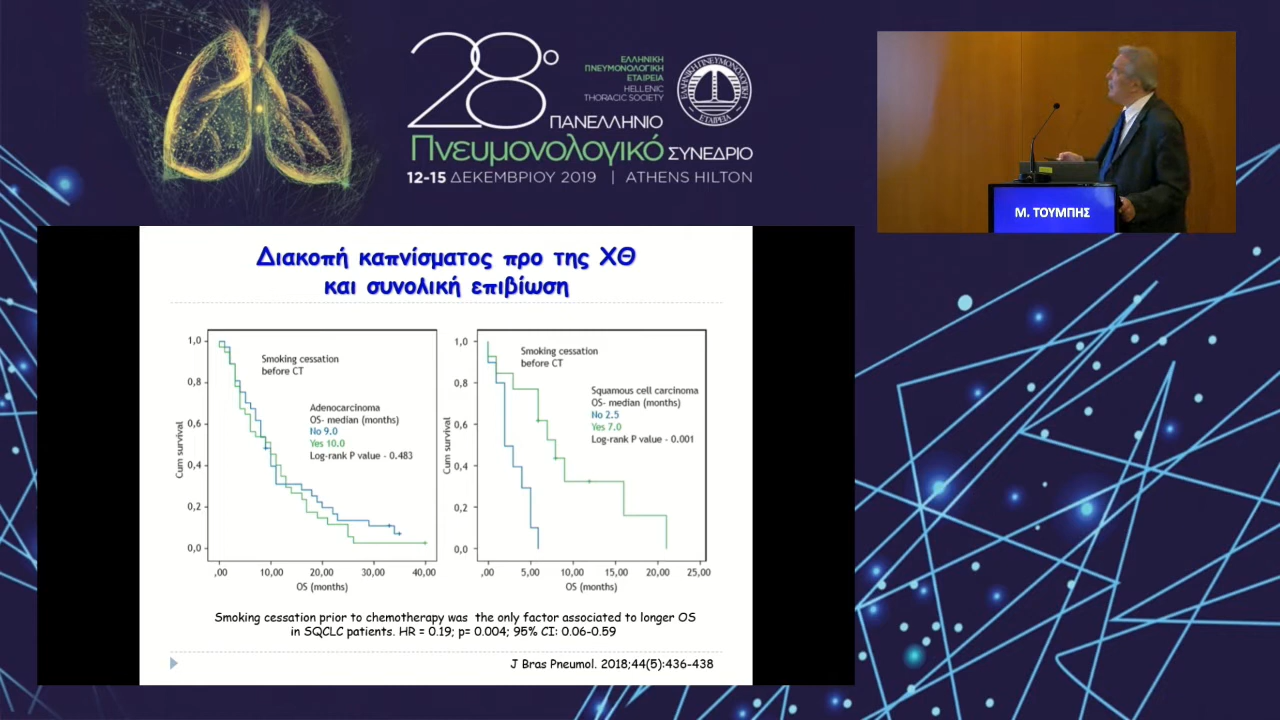 28ο
ΕΛΛΗΝΙΚΗ
ΠΝΕΥΜΟΝΟΛΟΓΙΚΗ
ΕΤΑΙΡΕΙΑ
HELLENIC
THORACIC SOCIETY
ΕΛΛΗΝΙΚΗ ΠΝΕΥΜΟΝΟΛΟΓΙΚΗ ΕΤΑΙΡΕΙΑ
ΠΑΝΕΛΛΗΝΙΟ
Πνευμονολογικό ΣΥΝΕΔΡΙΟ
12-15 ΔΕΚΕΜΒΡΙΟΥ 2019 | ATHENS HILTON
Μ. ΤΟΥΜΠΗΣ
Διακοπή καπνίσματος προ της ΧΘ
και συνολική επιβίωση
Cum survival
1,0
0,8
0,6
0,4
0,2
0,0
Smoking cessation
before CT
Adenocarcinoma
OS- median (months)
No 9.0
Yes 10.0
Log-rank P value - 0.483
,00 10,00 20,00 30,00 40,00
OS (months)
Cum survival
1,0
0,8
0,6
0,4
0,2
0,0
Smoking cessation
before CT
Squamous cell carcinoma
OS- median (months)
No 2.5
Yes 7.0
Log-rank P value - 0.001
,00 5,00 10,00 15,00 20,00 25,00
OS (months)
Smoking cessation prior to chemotherapy was the only factor associated to longer OS
in SQCLC patients. HR = 0.19; p= 0.004; 95% CI: 0.06-0.59
J Bras Pneumol. 2018;44(5):436-438